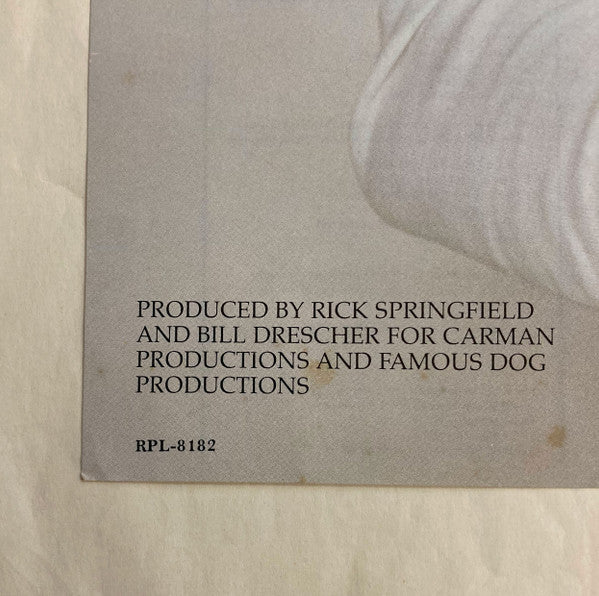 PRODUCED BY RICK SPRINGFIELD
AND BILL DRESCHER FOR CARMAN
PRODUCTIONS AND FAMOUS DOG
PRODUCTIONS
RPL-8182